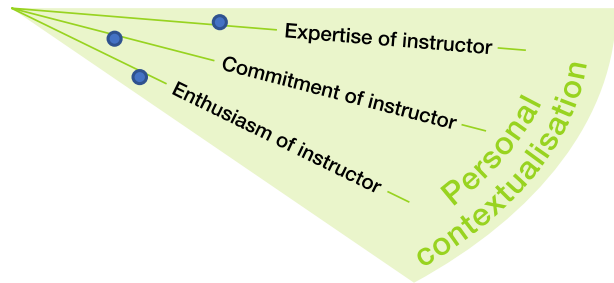 Expertise of instructor
Commitment of instructor
Enthusiasm of instructor
Personal
contextualisation